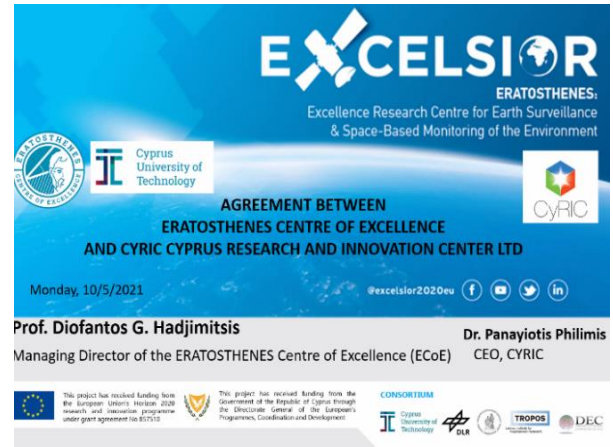 EXCELSIOR
ERATOSTHENES:
Excellence Research Centre for Earth Surveillance
& Space-Based Monitoring of the Environment
ERATOSTHENES
CENTRE OF EXCELLENCE
Cyprus
University of
Technology
CyRIC
AGREEMENT BETWEEN
ERATOSTHENES CENTRE OF EXCELLENCE
AND CYRIC CYPRUS RESEARCH AND INNOVATION CENTER LTD
Monday, 10/5/2021
@excelsior2020eu
Prof. Diofantos G. Hadjimitsis
Managing Director of the ERATOSTHENES Centre of Excellence (ECoE)
Dr. Panayiotis Philimis
CEO, CYRIC
This project has received funding from
the European Union's Horizon 2020
research and innovation programme
under grant agreement No 857510
This project has received funding from the
Government of the Republic of Cyprus through
the Directorate General of the European
Programmes, Coordination and Development
CONSORTIUM
Cyprus
University of
Technology
DLR
TROPOS
DEC